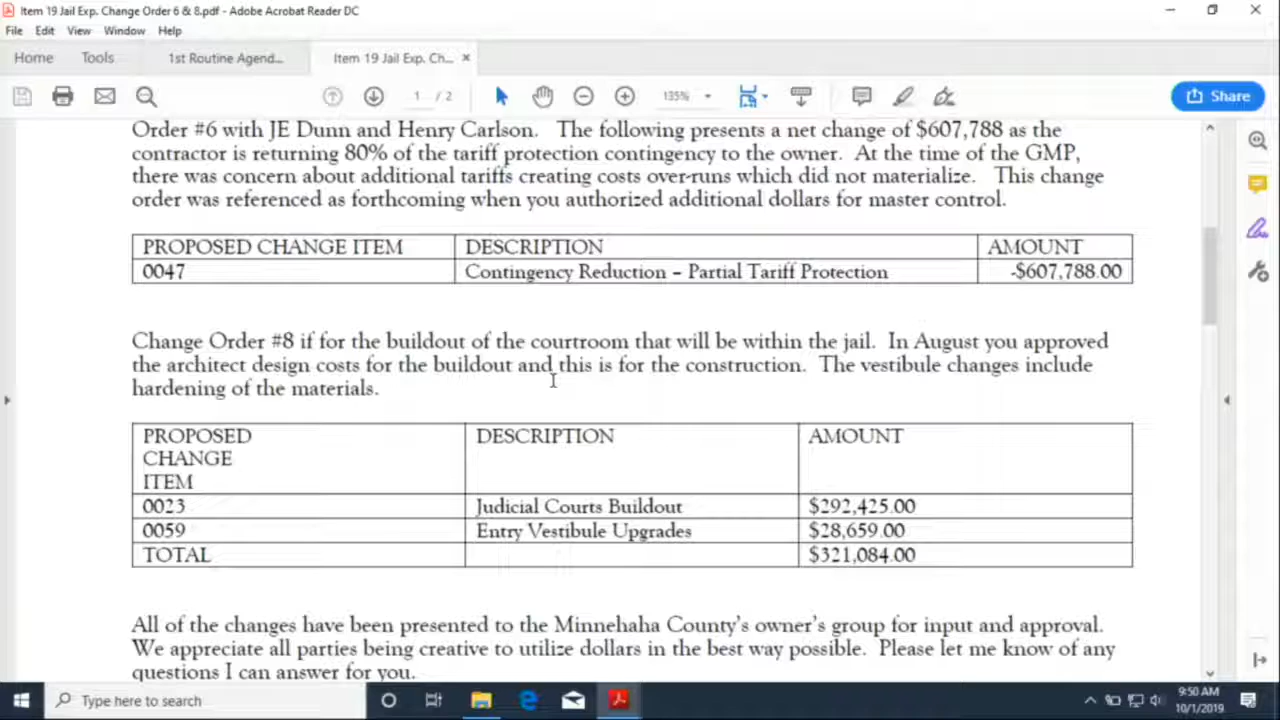 Item 19 Jail Exp. Change Order 6 & 8.pdf - Adobe Acrobat Reader DC
File Edit View Window Help
Home Tools 1st Routine Agend... Item 19 Jail Exp. Ch... ×
1 / 2 135% Share
Order #6 with JE Dunn and Henry Carlson. The following presents a net change of $607,788 as the
contractor is returning 80% of the tariff protection contingency to the owner. At the time of the GMP,
there was concern about additional tariffs creating costs over-runs which did not materialize. This change
order was referenced as forthcoming when you authorized additional dollars for master control.
PROPOSED CHANGE ITEM DESCRIPTION AMOUNT
0047 Contingency Reduction – Partial Tariff Protection -$607,788.00
Change Order #8 if for the buildout of the courtroom that will be within the jail. In August you approved
the architect design costs for the buildout and this is for the construction. The vestibule changes include
hardening of the materials.
PROPOSED DESCRIPTION AMOUNT
CHANGE
ITEM
0023 Judicial Courts Buildout $292,425.00
0059 Entry Vestibule Upgrades $28,659.00
TOTAL $321,084.00
All of the changes have been presented to the Minnehaha County's owner's group for input and approval.
We appreciate all parties being creative to utilize dollars in the best way possible. Please let me know of any
questions I can answer for you.
Type here to search 9:50 AM
10/1/2019